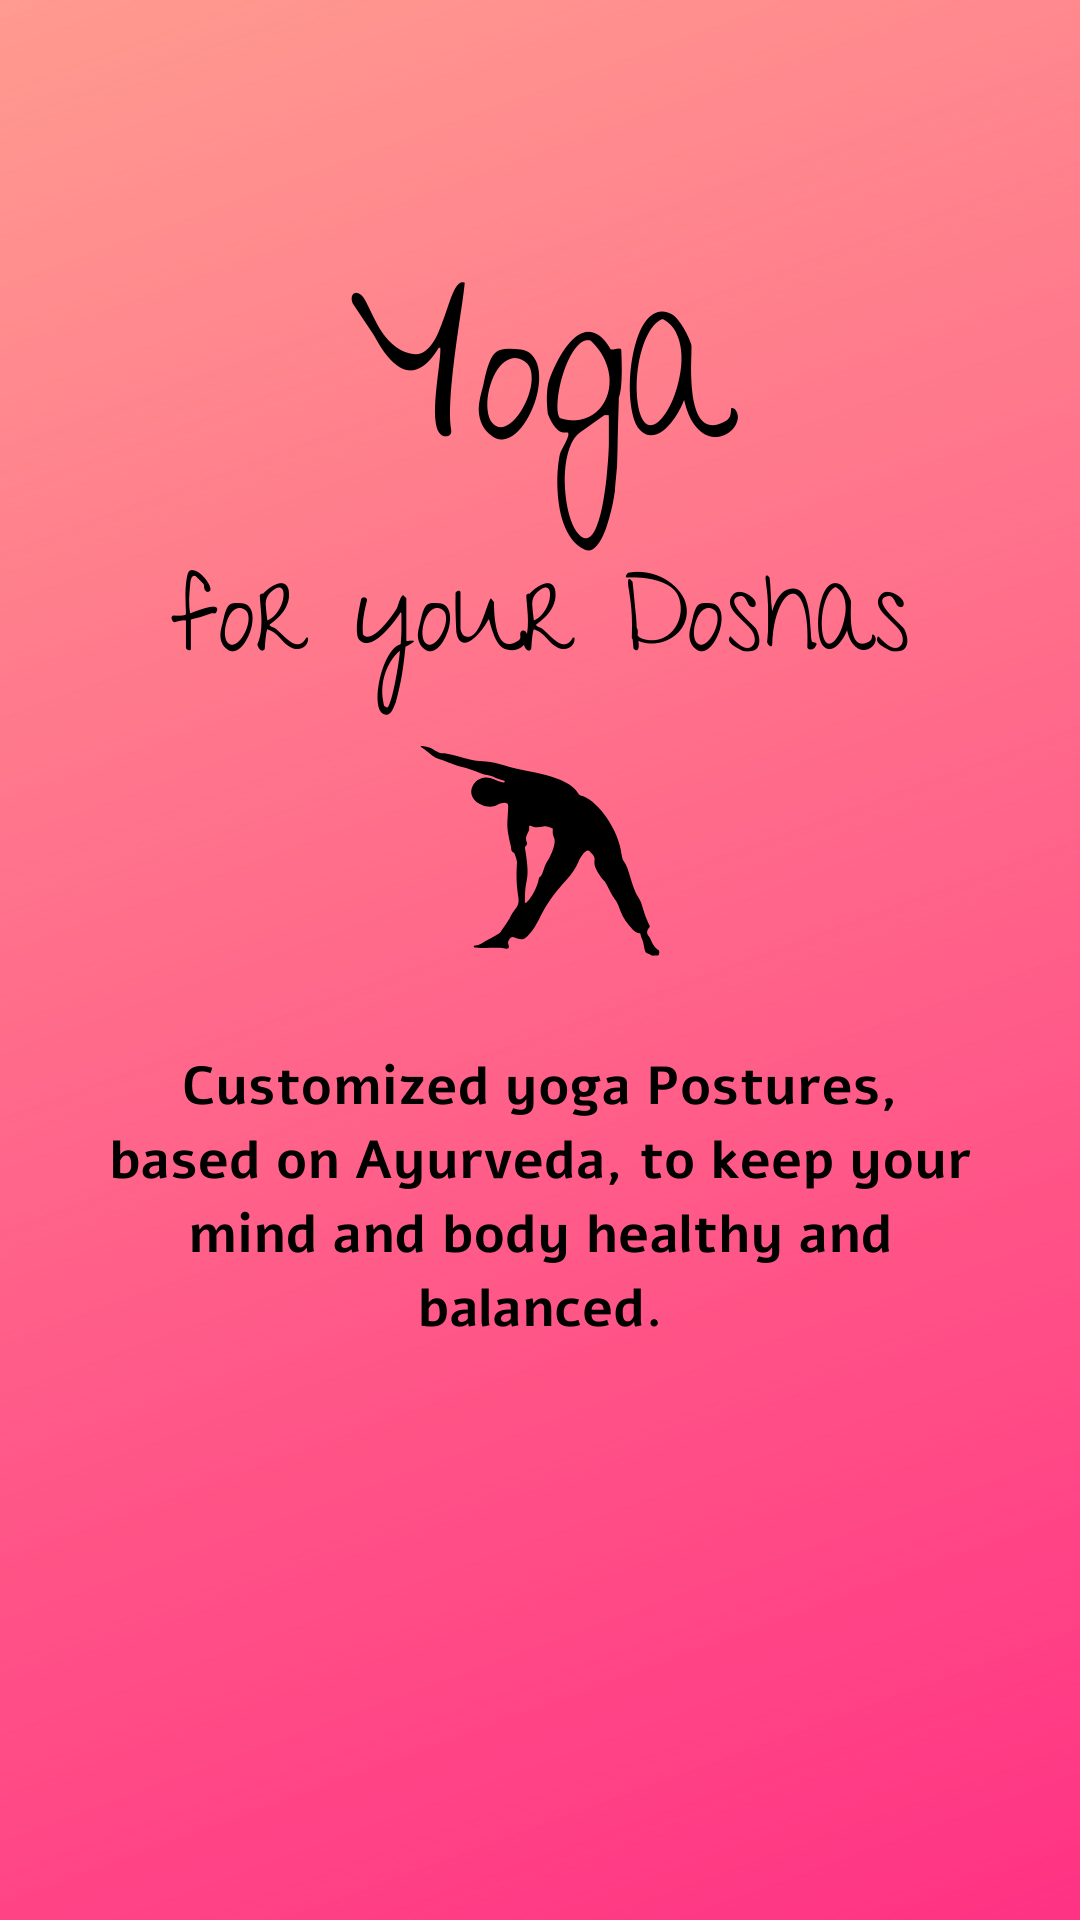 Yoga
for your Doshas
Customized yoga Postures,
based on Ayurveda, to keep your
mind and body healthy and
balanced.